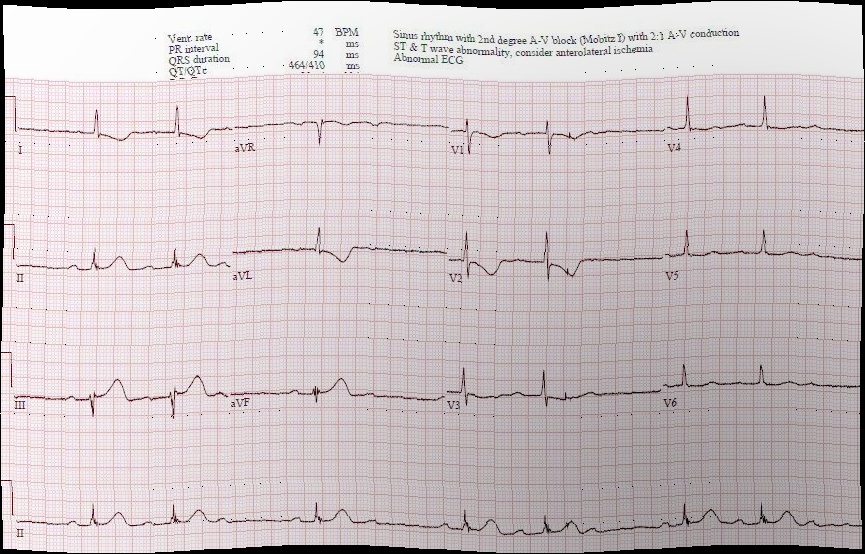 Vent. rate 47 BPM
PR interval * ms
QRS duration 94 ms
QT/QTc 464/410 ms
Sinus rhythm with 2nd degree A-V block (Mobitz I) with 2:1 A-V conduction
ST & T wave abnormality, consider anterolateral ischemia
Abnormal ECG
I aVR V1 V4
II aVL V2 V5
III aVF V3 V6
II